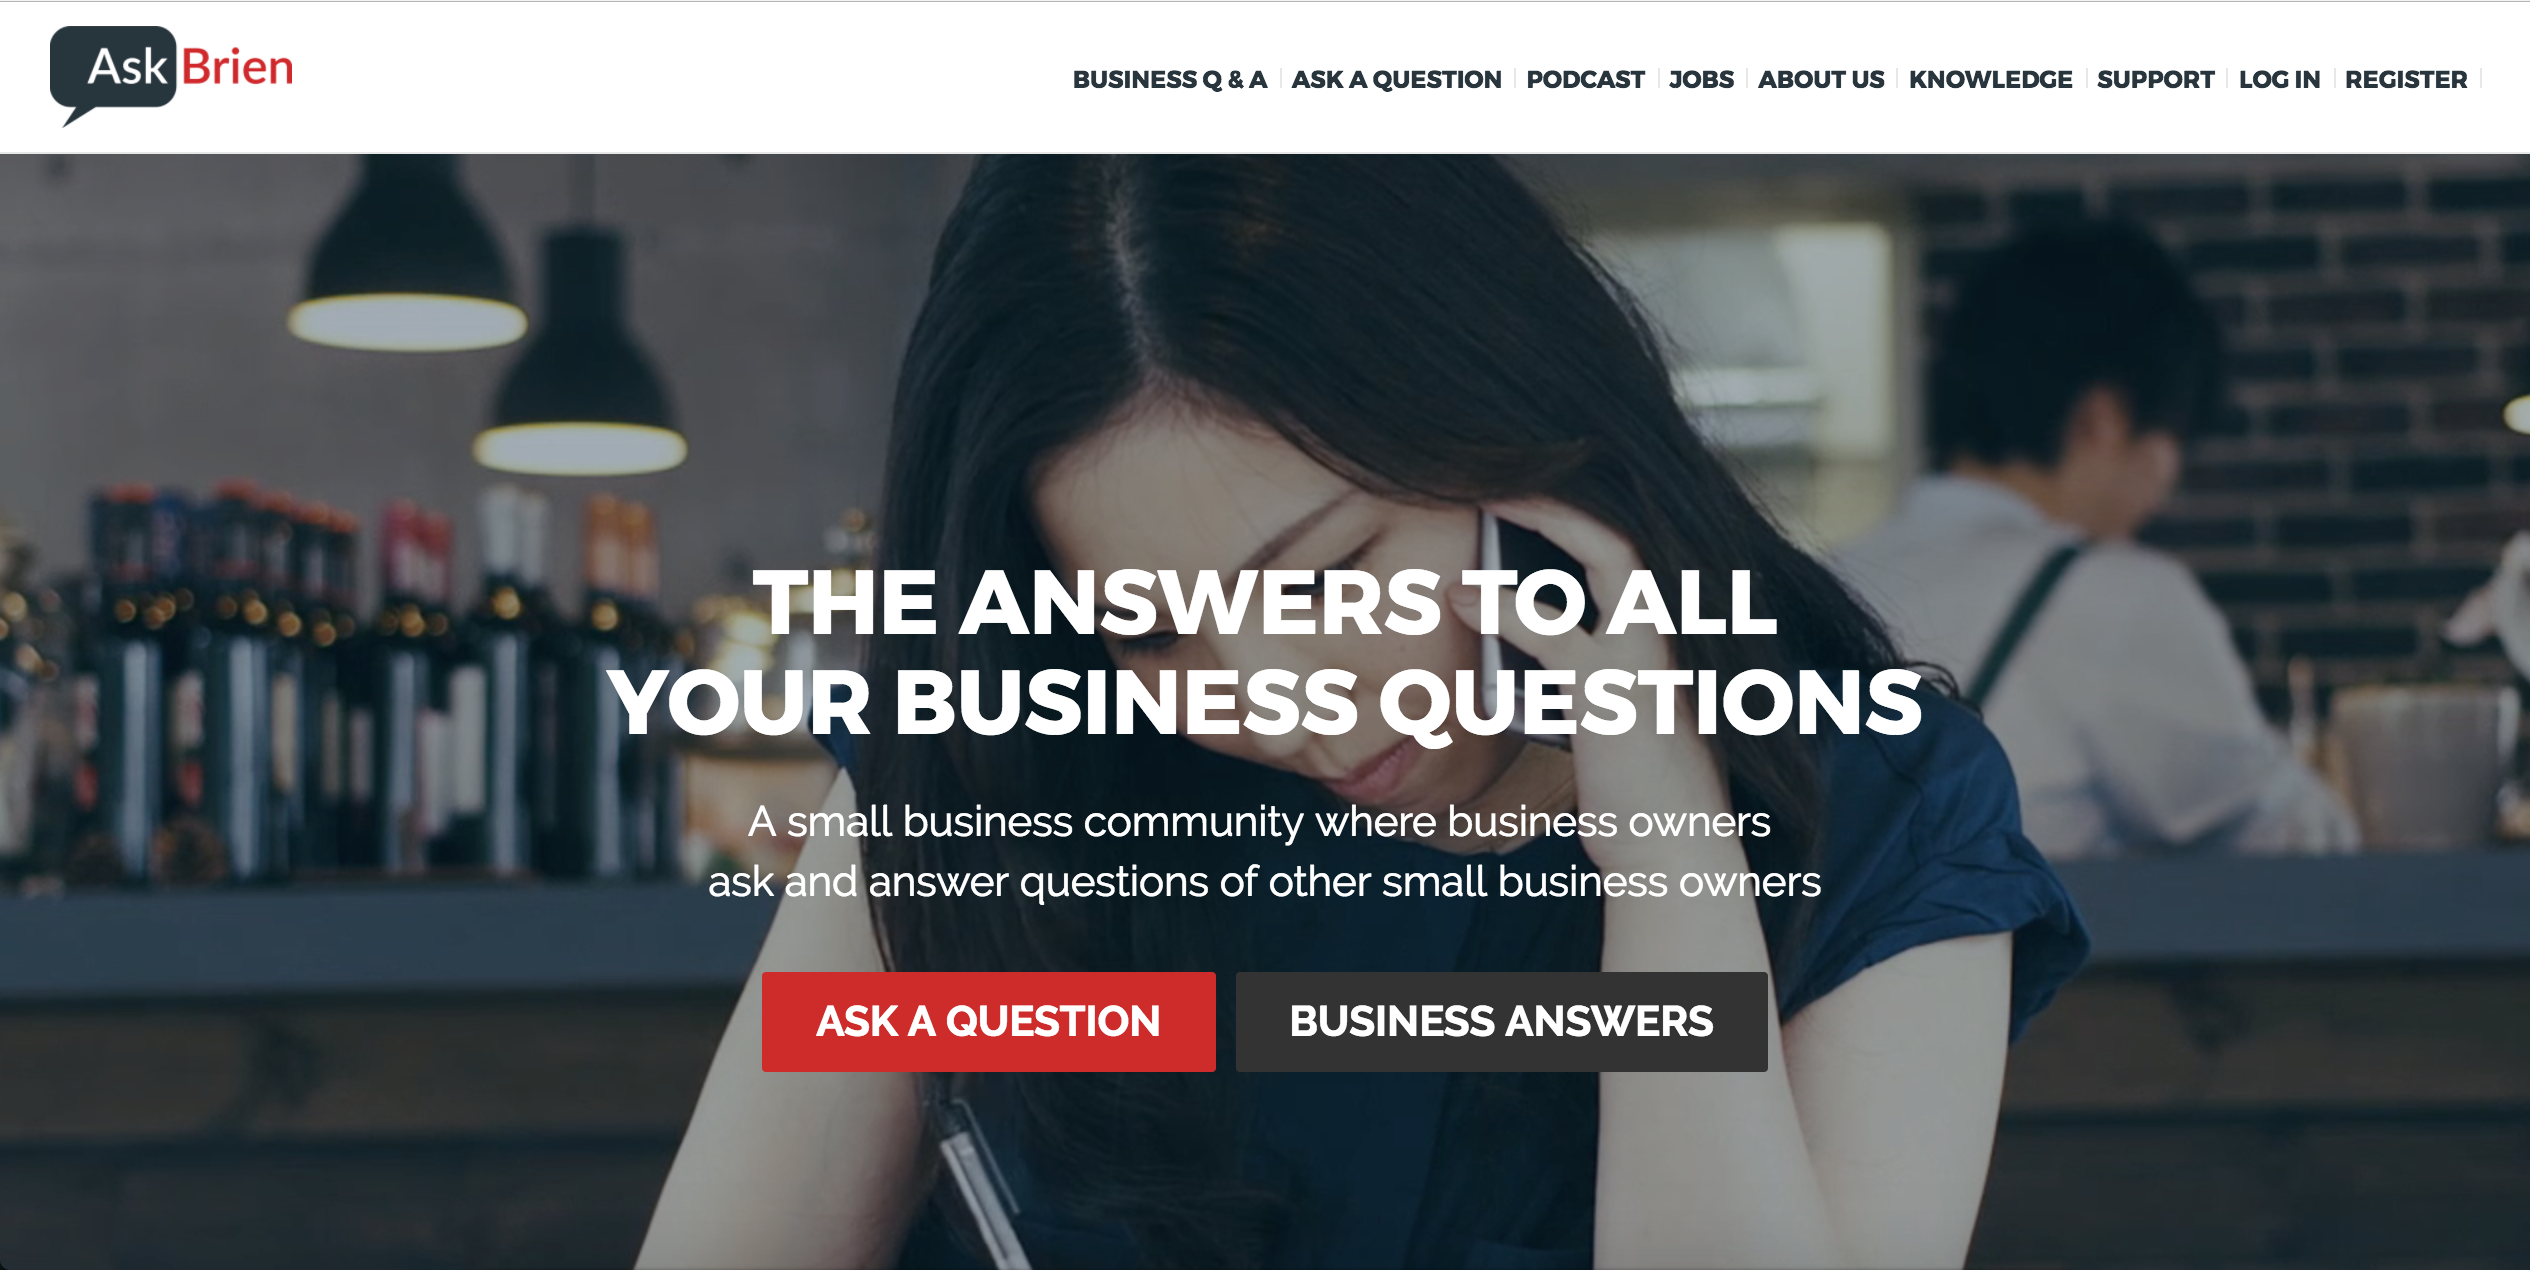 Ask Brien
BUSINESS Q & A
ASK A QUESTION
PODCAST
JOBS
ABOUT US
KNOWLEDGE
SUPPORT
LOG IN
REGISTER
THE ANSWERS TO ALL
YOUR BUSINESS QUESTIONS
A small business community where business owners
ask and answer questions of other small business owners
ASK A QUESTION
BUSINESS ANSWERS